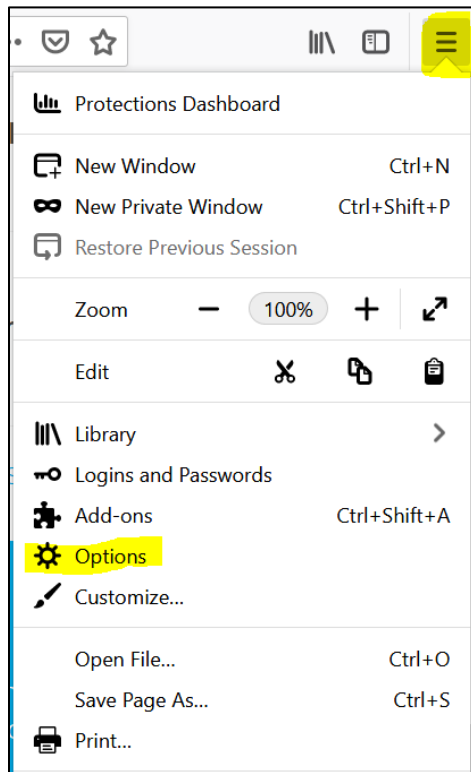 Protections Dashboard
New Window Ctrl+N
New Private Window Ctrl+Shift+P
Restore Previous Session
Zoom 100%
Edit
Library
Logins and Passwords
Add-ons Ctrl+Shift+A
Options
Customize...
Open File... Ctrl+O
Save Page As... Ctrl+S
Print...